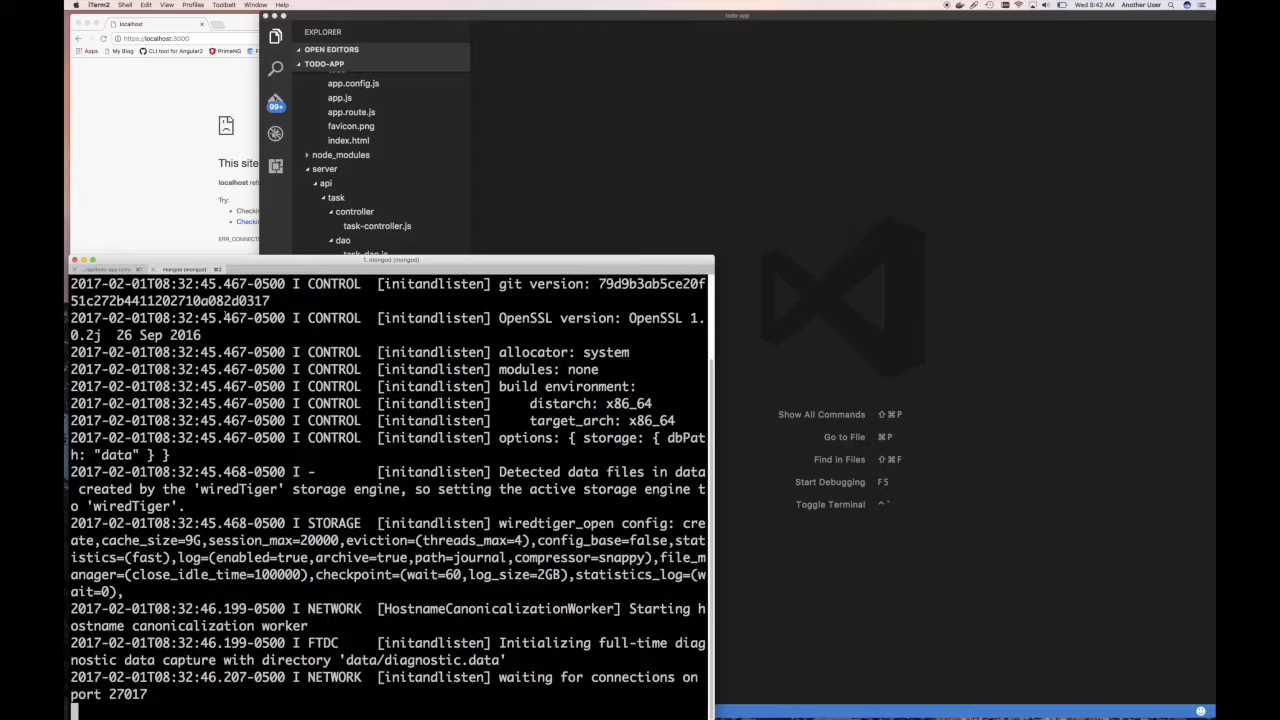 iTerm2 Shell Edit View Profiles Toolbelt Window Help
Wed 8:42 AM Another User
localhost
https://localhost:3000
Apps My Blog CLI tool for Angular2 PrimeNG
This site
localhost
Try:
Checkin
Checkin
ERR_CONNECT
todo-app
EXPLORER
OPEN EDITORS
TODO-APP
app.config.js
app.js
app.route.js
favicon.png
index.html
99+
node_modules
server
api
task
controller
task-controller.js
dao
task-dao.js
Show All Commands ⇧⌘P
Go to File ⌘P
Find in Files ⇧⌘F
Start Debugging F5
Toggle Terminal ^`
1. mongod (mongod)
⌘1 mongod (mongod) ⌘2
2017-02-01T08:32:45.467-0500 I CONTROL [initandlisten] git version: 79d9b3ab5ce20f
51c272b4411202710a082d0317
2017-02-01T08:32:45.467-0500 I CONTROL [initandlisten] OpenSSL version: OpenSSL 1.
0.2j 26 Sep 2016
2017-02-01T08:32:45.467-0500 I CONTROL [initandlisten] allocator: system
2017-02-01T08:32:45.467-0500 I CONTROL [initandlisten] modules: none
2017-02-01T08:32:45.467-0500 I CONTROL [initandlisten] build environment:
2017-02-01T08:32:45.467-0500 I CONTROL [initandlisten] distarch: x86_64
2017-02-01T08:32:45.467-0500 I CONTROL [initandlisten] target_arch: x86_64
2017-02-01T08:32:45.467-0500 I CONTROL [initandlisten] options: { storage: { dbPat
h: "data" } }
2017-02-01T08:32:45.468-0500 I - [initandlisten] Detected data files in data
created by the 'wiredTiger' storage engine, so setting the active storage engine t
o 'wiredTiger'.
2017-02-01T08:32:45.468-0500 I STORAGE [initandlisten] wiredtiger_open config: cre
ate,cache_size=9G,session_max=20000,eviction=(threads_max=4),config_base=false,stat
istics=(fast),log=(enabled=true,archive=true,path=journal,compressor=snappy),file_m
anager=(close_idle_time=100000),checkpoint=(wait=60,log_size=2GB),statistics_log=(w
ait=0),
2017-02-01T08:32:46.199-0500 I NETWORK [HostnameCanonicalizationWorker] Starting h
ostname canonicalization worker
2017-02-01T08:32:46.199-0500 I FTDC [initandlisten] Initializing full-time diag
nostic data capture with directory 'data/diagnostic.data'
2017-02-01T08:32:46.207-0500 I NETWORK [initandlisten] waiting for connections on
port 27017